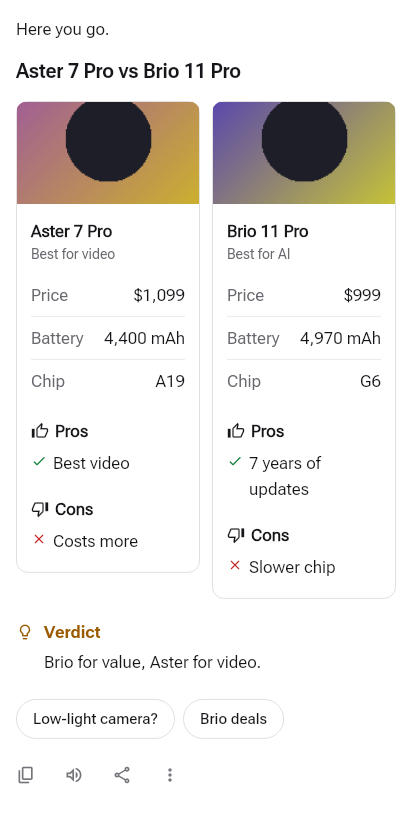 Here you go.
Aster 7 Pro vs Brio 11 Pro
Aster 7 Pro
Best for video
Price $1,099
Battery 4,400 mAh
Chip A19
Pros
Best video
Cons
Costs more
Brio 11 Pro
Best for AI
Price $999
Battery 4,970 mAh
Chip G6
Pros
7 years of
updates
Cons
Slower chip
Verdict
Brio for value, Aster for video.
Low-light camera?
Brio deals